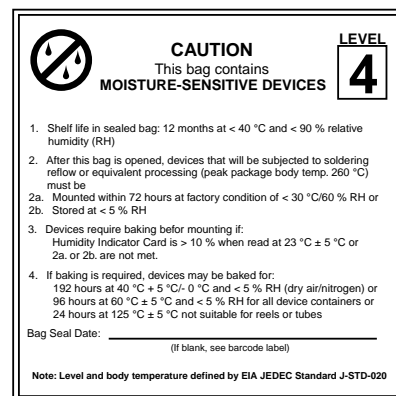 LEVEL
CAUTION
This bag contains
MOISTURE-SENSITIVE DEVICES
4
1. Shelf life in sealed bag: 12 months at < 40 °C and < 90 % relative
humidity (RH)
2. After this bag is opened, devices that will be subjected to soldering
reflow or equivalent processing (peak package body temp. 260 °C)
must be
2a. Mounted within 72 hours at factory condition of < 30 °C/60 % RH or
2b. Stored at < 5 % RH
3. Devices require baking befor mounting if:
Humidity Indicator Card is > 10 % when read at 23 °C ± 5 °C or
2a. or 2b. are not met.
4. If baking is required, devices may be baked for:
192 hours at 40 °C + 5 °C/- 0 °C and < 5 % RH (dry air/nitrogen) or
96 hours at 60 °C ± 5 °C and < 5 % RH for all device containers or
24 hours at 125 °C ± 5 °C not suitable for reels or tubes
Bag Seal Date:
(If blank, see barcode label)
Note: Level and body temperature defined by EIA JEDEC Standard J-STD-020